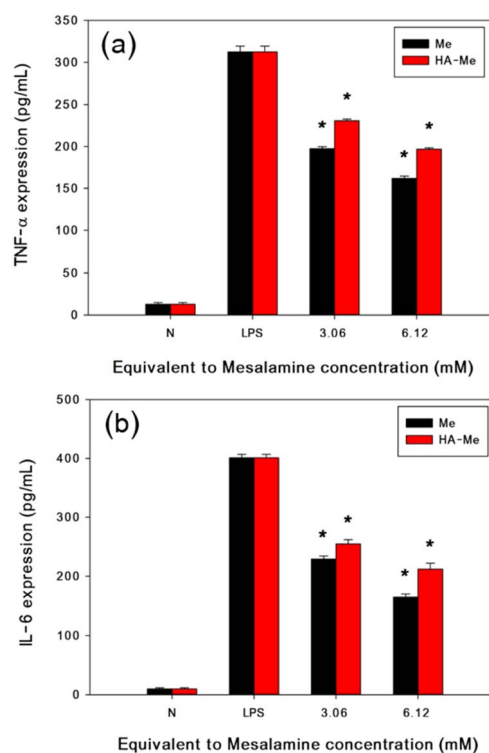 (a)
Me
HA-Me
TNF-α expression (pg/mL)
350
300
250
200
150
100
50
0
* *
* *
N LPS 3.06 6.12
Equivalent to Mesalamine concentration (mM)
(b)
Me
HA-Me
IL-6 expression (pg/mL)
500
400
300
200
100
0
* *
* *
N LPS 3.06 6.12
Equivalent to Mesalamine concentration (mM)